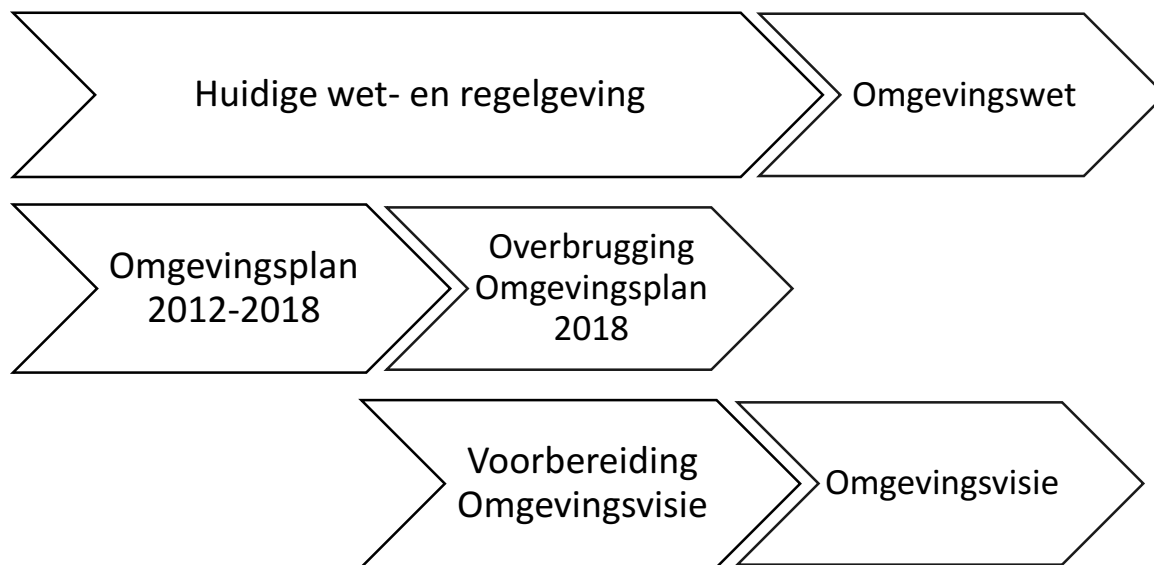 Huidige wet- en regelgeving
Omgevingswet
Omgevingsplan
2012-2018
Overbrugging
Omgevingsplan
2018
Voorbereiding
Omgevingsvisie
Omgevingsvisie